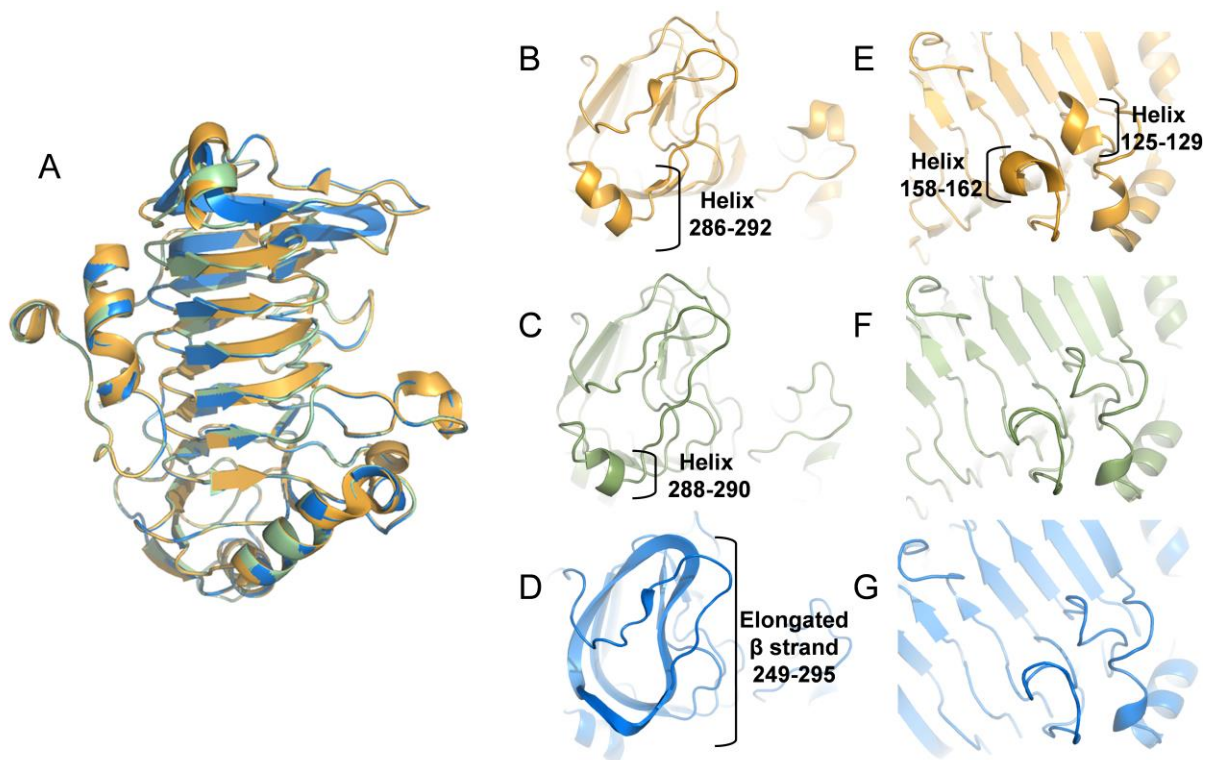 A
B
Helix
286-292
C
Helix
288-290
D
Elongated
β strand
249-295
E
Helix
125-129
Helix
158-162
F
G